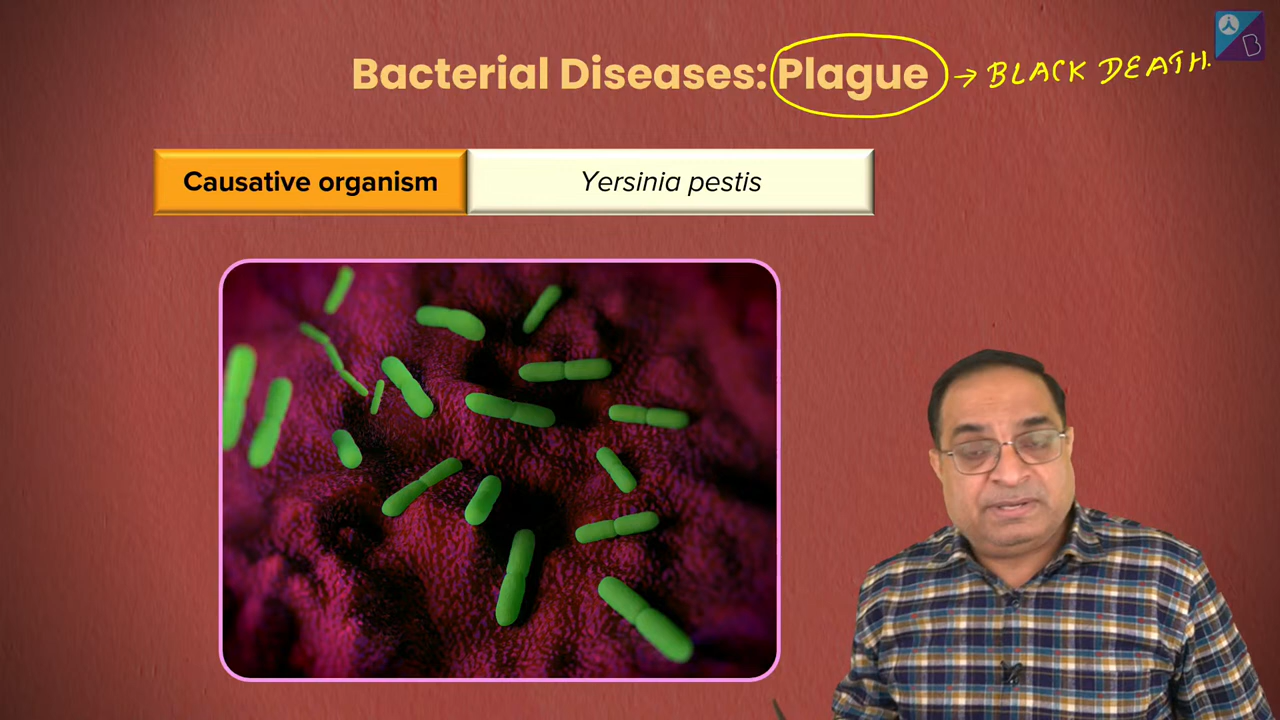 Bacterial Diseases: Plague → BLACK DEATH.
B
Causative organism
Yersinia pestis